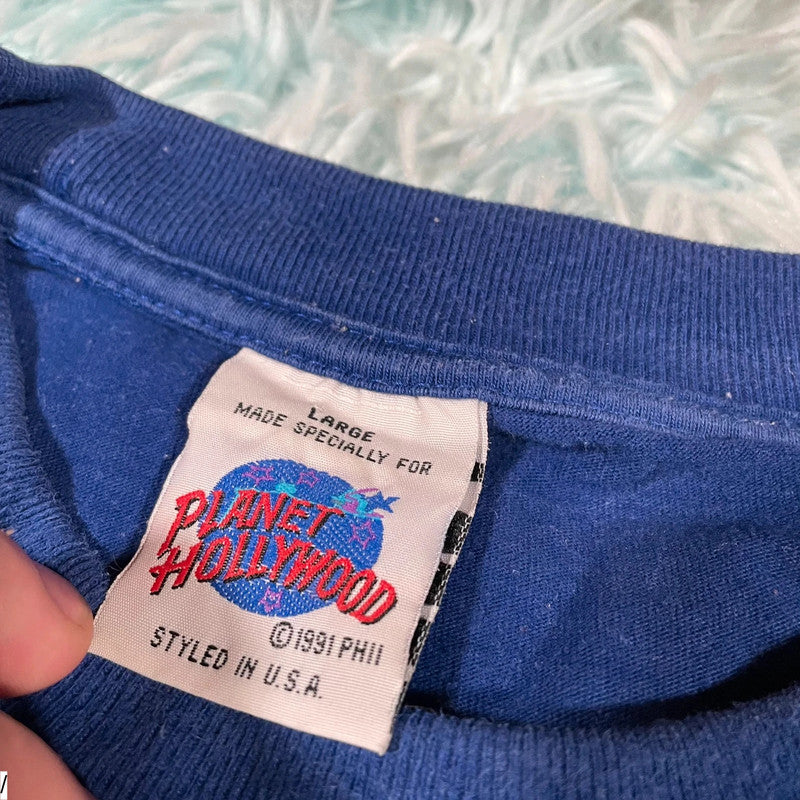 LARGE
MADE SPECIALLY FOR
PLANET
HOLLYWOOD
©1991 PHII
STYLED IN U.S.A.
/